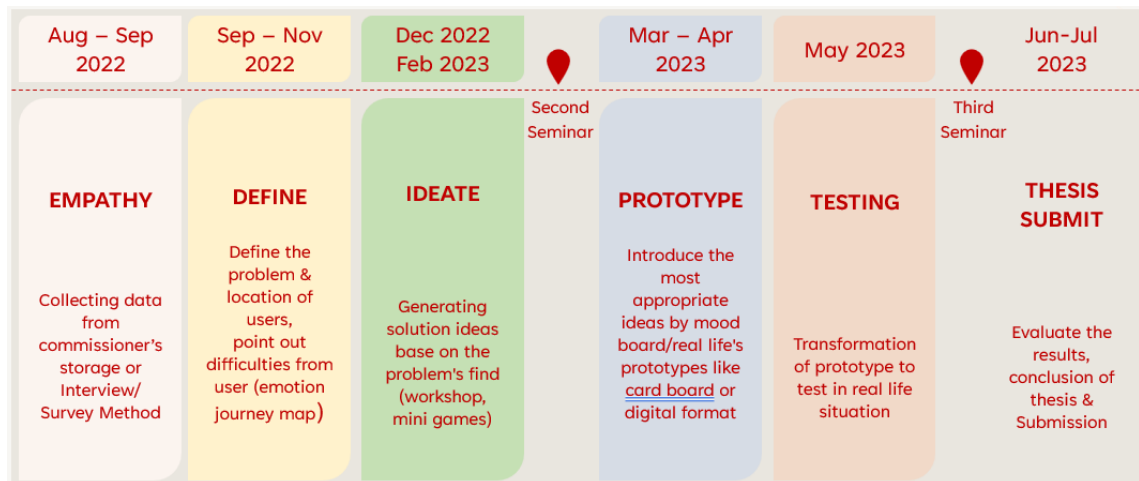 Aug – Sep
2022
Sep – Nov
2022
Dec 2022
Feb 2023
Mar – Apr
2023
May 2023
Jun-Jul
2023
Second
Seminar
Third
Seminar
EMPATHY
Collecting data
from
commissioner's
storage or
Interview/
Survey Method
DEFINE
Define the
problem &
location of
users,
point out
difficulties from
user (emotion
journey map)
IDEATE
Generating
solution ideas
base on the
problem's find
(workshop,
mini games)
PROTOTYPE
Introduce the
most
appropriate
ideas by mood
board/real life's
prototypes like
card board or
digital format
TESTING
Transformation
of prototype to
test in real life
situation
THESIS
SUBMIT
Evaluate the
results,
conclusion of
thesis &
Submission